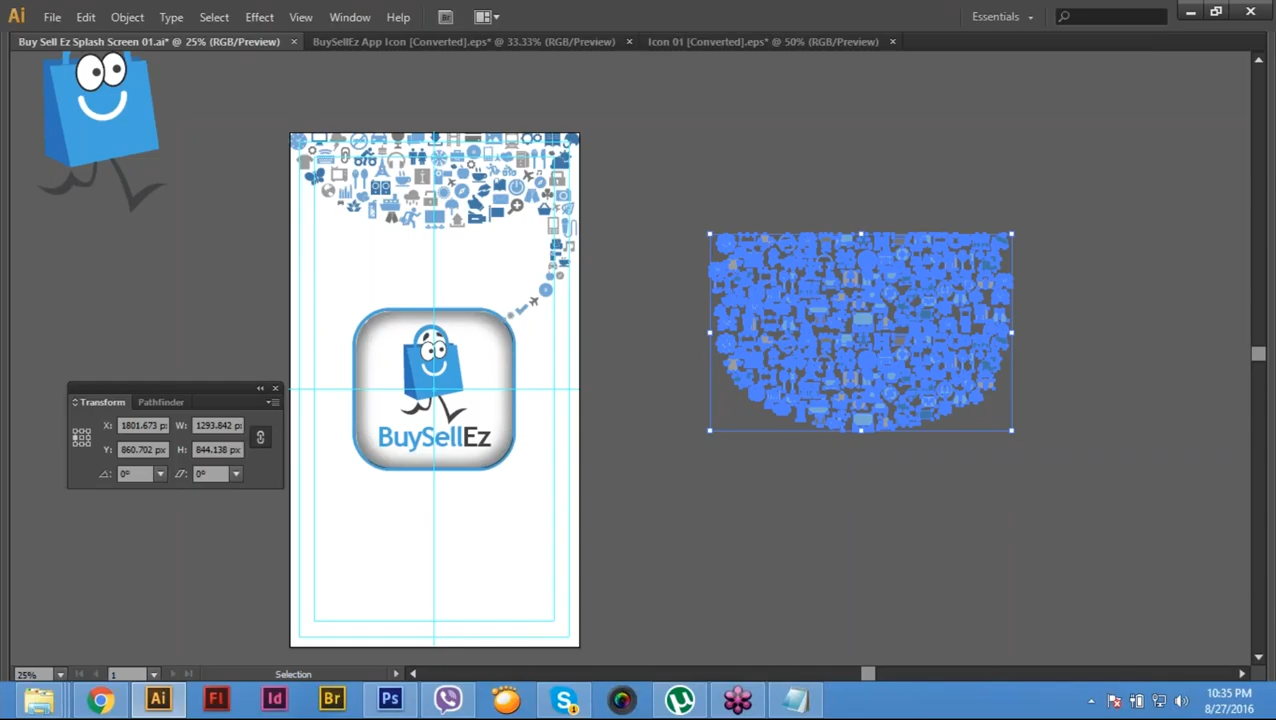 Ai File Edit Object Type Select Effect View Window Help Br Essentials
Buy Sell Ez Splash Screen 01.ai* @ 25% (RGB/Preview) × BuySellEz App Icon [Converted].eps* @ 33.33% (RGB/Preview) × Icon 01 [Converted].eps* @ 50% (RGB/Preview) ×
Transform Pathfinder
X: 1801.673 p: W: 1293.842 p:
Y: 860.702 px H: 844.138 px
0° 0°
BuySellEz
25% 1 Selection
Ai Fl Id Br Ps S 1
10:35 PM
8/27/2016